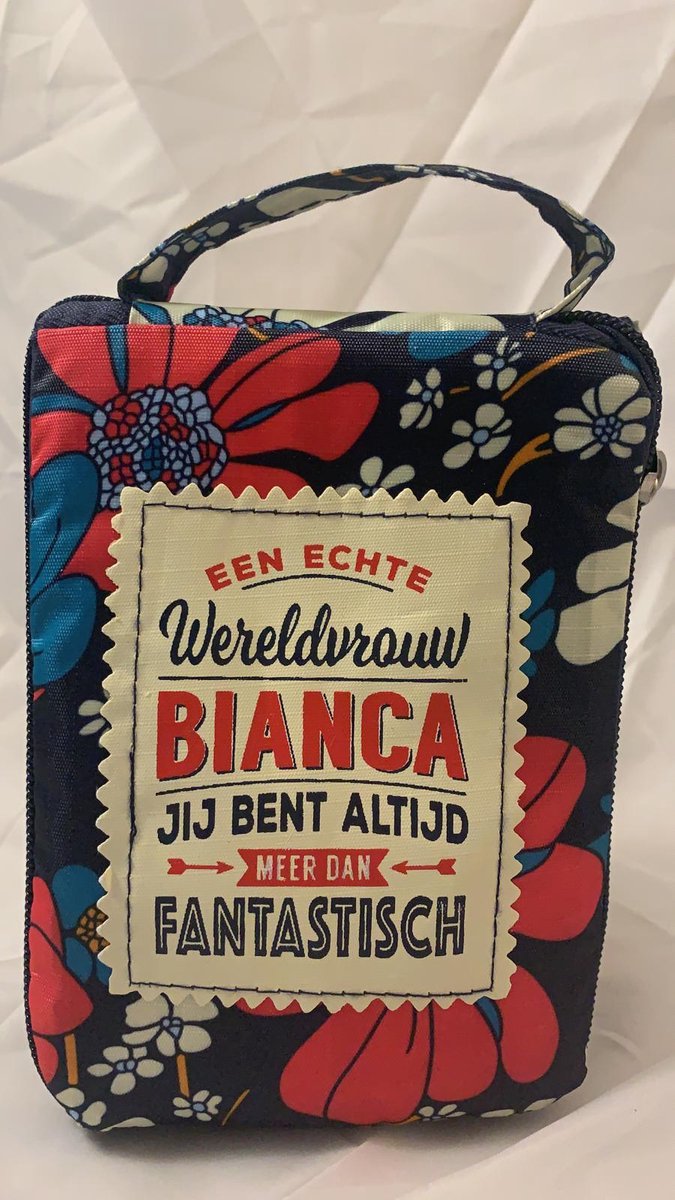 EEN ECHTE
Wereldvrouw
BIANCA
JIJ BENT ALTIJD
MEER DAN
FANTASTISCH